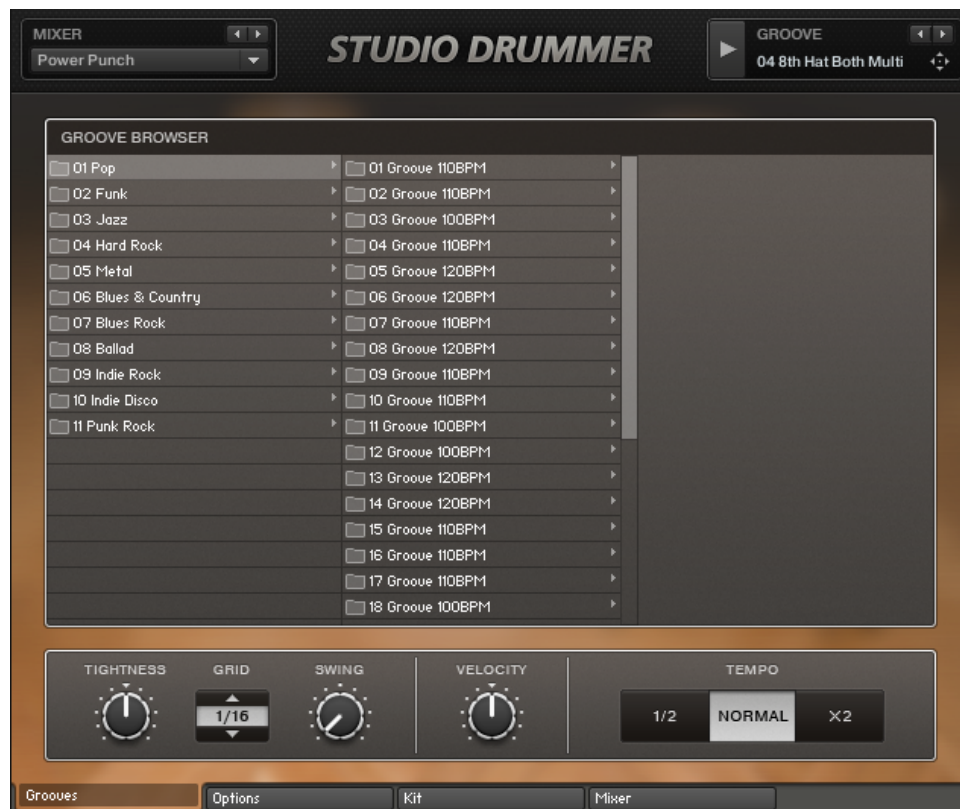 MIXER
Power Punch
STUDIO DRUMMER
GROOVE
04 8th Hat Both Multi
GROOVE BROWSER
01 Pop
02 Funk
03 Jazz
04 Hard Rock
05 Metal
06 Blues & Country
07 Blues Rock
08 Ballad
09 Indie Rock
10 Indie Disco
11 Punk Rock
01 Groove 110BPM
02 Groove 110BPM
03 Groove 100BPM
04 Groove 110BPM
05 Groove 120BPM
06 Groove 120BPM
07 Groove 110BPM
08 Groove 120BPM
09 Groove 110BPM
10 Groove 110BPM
11 Groove 100BPM
12 Groove 100BPM
13 Groove 120BPM
14 Groove 120BPM
15 Groove 110BPM
16 Groove 110BPM
17 Groove 110BPM
18 Groove 100BPM
TIGHTNESS
GRID
SWING
VELOCITY
TEMPO
1/16
1/2
NORMAL
X2
Grooves
Options
Kit
Mixer